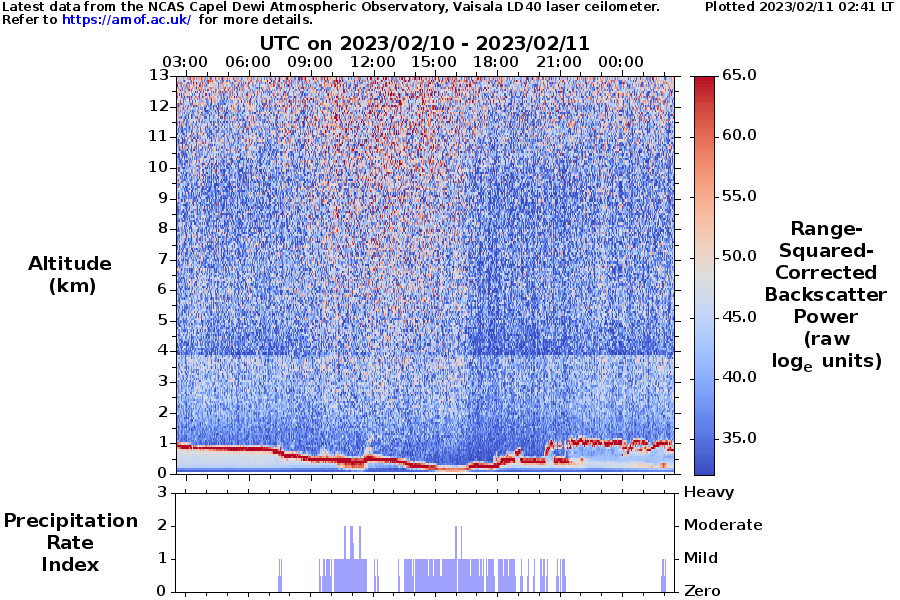 Latest data from the NCAS Capel Dewi Atmospheric Observatory, Vaisala LD40 laser ceilometer.
Plotted 2023/02/11 02:41 LT
Refer to https://amof.ac.uk/ for more details.
UTC on 2023/02/10 - 2023/02/11
03:00 06:00 09:00 12:00 15:00 18:00 21:00 00:00
13
12
11
10
9
8
7
6
5
4
3
2
1
0
Altitude
(km)
65.0
60.0
55.0
50.0
45.0
40.0
35.0
Range-
Squared-
Corrected
Backscatter
Power
(raw
loge units)
3
2
1
0
Precipitation
Rate
Index
Heavy
Moderate
Mild
Zero